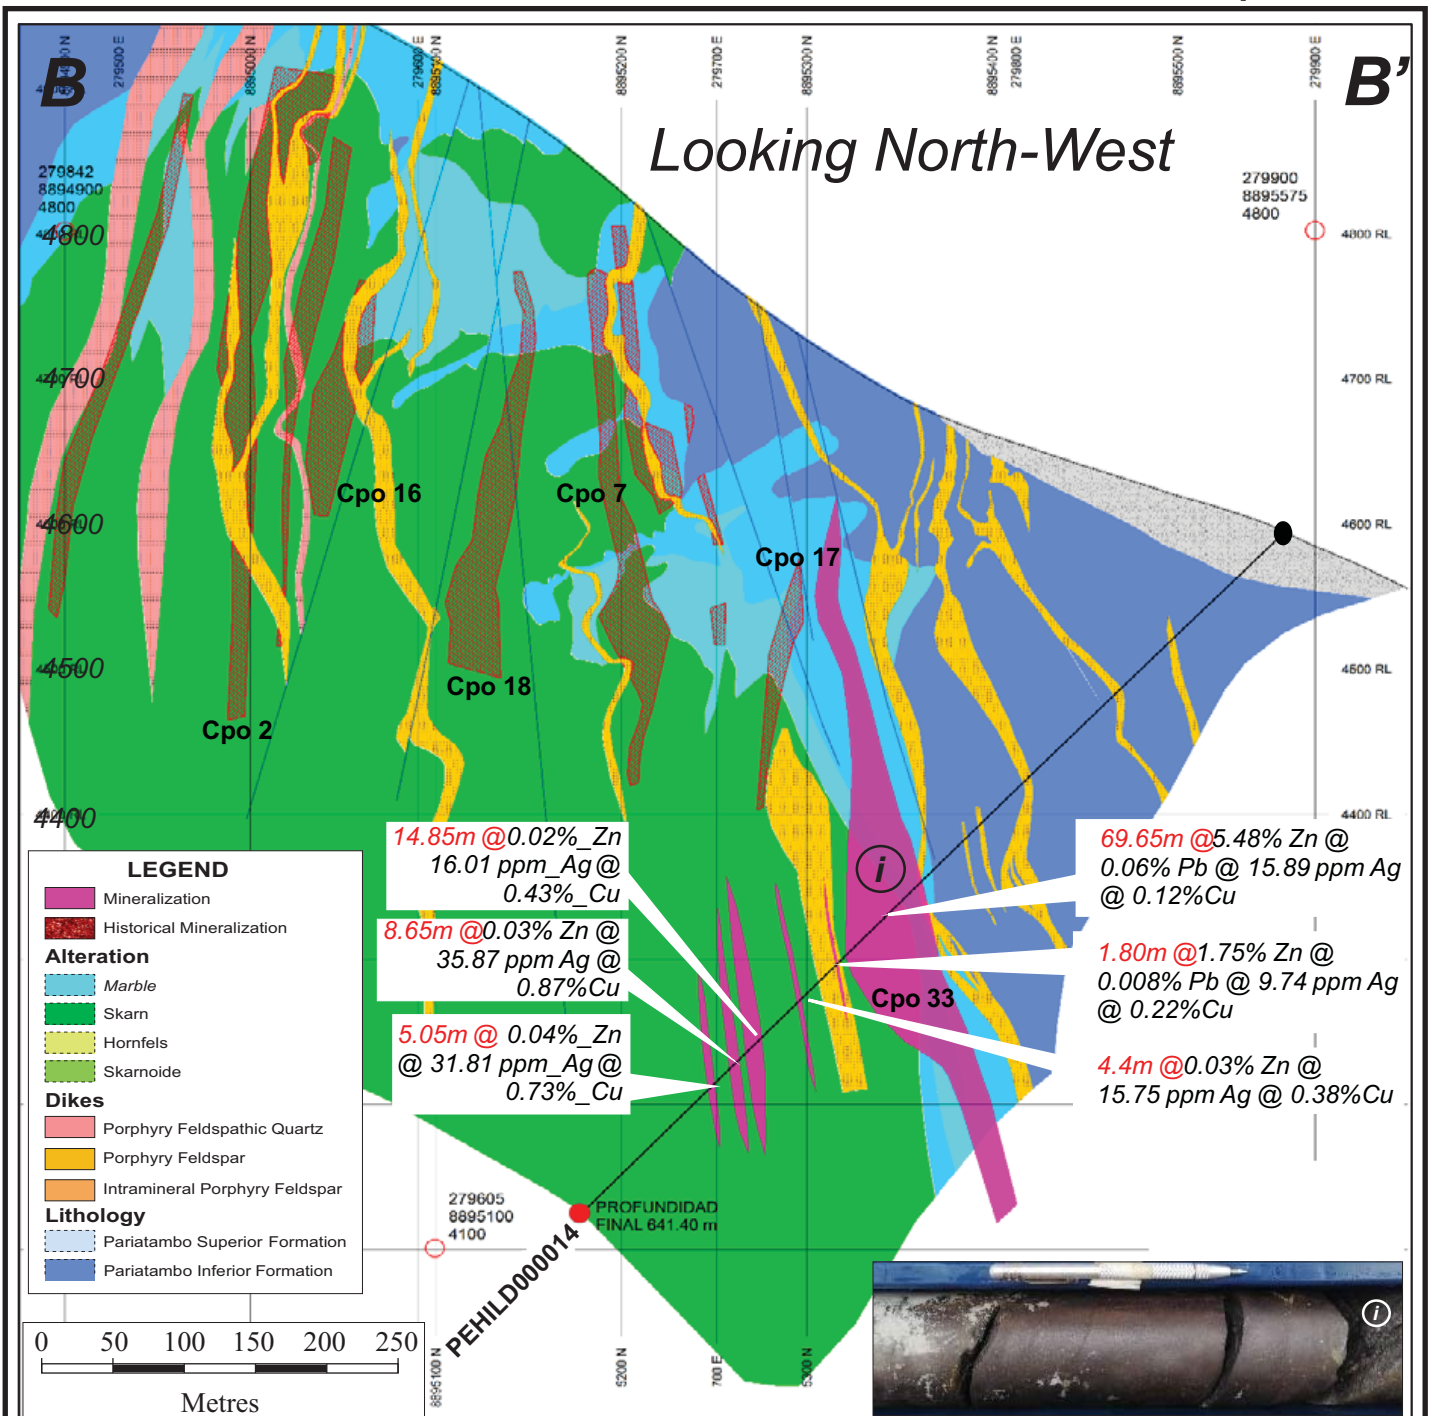 B
B’
Looking North-West
279500 E
8895000 N
279600 E
8895100 N
8895200 N
279700 E
8895300 N
8895400 N
279800 E
8895500 N
279900 E
279842
8894900
4800
279900
8895575
4800
4800
4800 RL
4700
4700 RL
4600
4600 RL
4500
4500 RL
4400
4400 RL
Cpo 16
Cpo 7
Cpo 17
Cpo 18
Cpo 2
Cpo 33
i
14.85m @0.02%_Zn
16.01 ppm_Ag @
0.43%_Cu
8.65m @0.03% Zn @
35.87 ppm Ag @
0.87%Cu
5.05m @ 0.04%_Zn
@ 31.81 ppm_Ag @
0.73%_Cu
69.65m @5.48% Zn @
0.06% Pb @ 15.89 ppm Ag
@ 0.12%Cu
1.80m @1.75% Zn @
0.008% Pb @ 9.74 ppm Ag
@ 0.22%Cu
4.4m @0.03% Zn @
15.75 ppm Ag @ 0.38%Cu
LEGEND
Mineralization
Historical Mineralization
Alteration
Marble
Skarn
Hornfels
Skarnoide
Dikes
Porphyry Feldspathic Quartz
Porphyry Feldspar
Intramineral Porphyry Feldspar
Lithology
Pariatambo Superior Formation
Pariatambo Inferior Formation
279605
8895100
4100
PROFUNDIDAD
FINAL 641.40 m
PEHILD000014
0 50 100 150 200 250
Metres
8895100 N
5200 N
700 E
5300 N
i